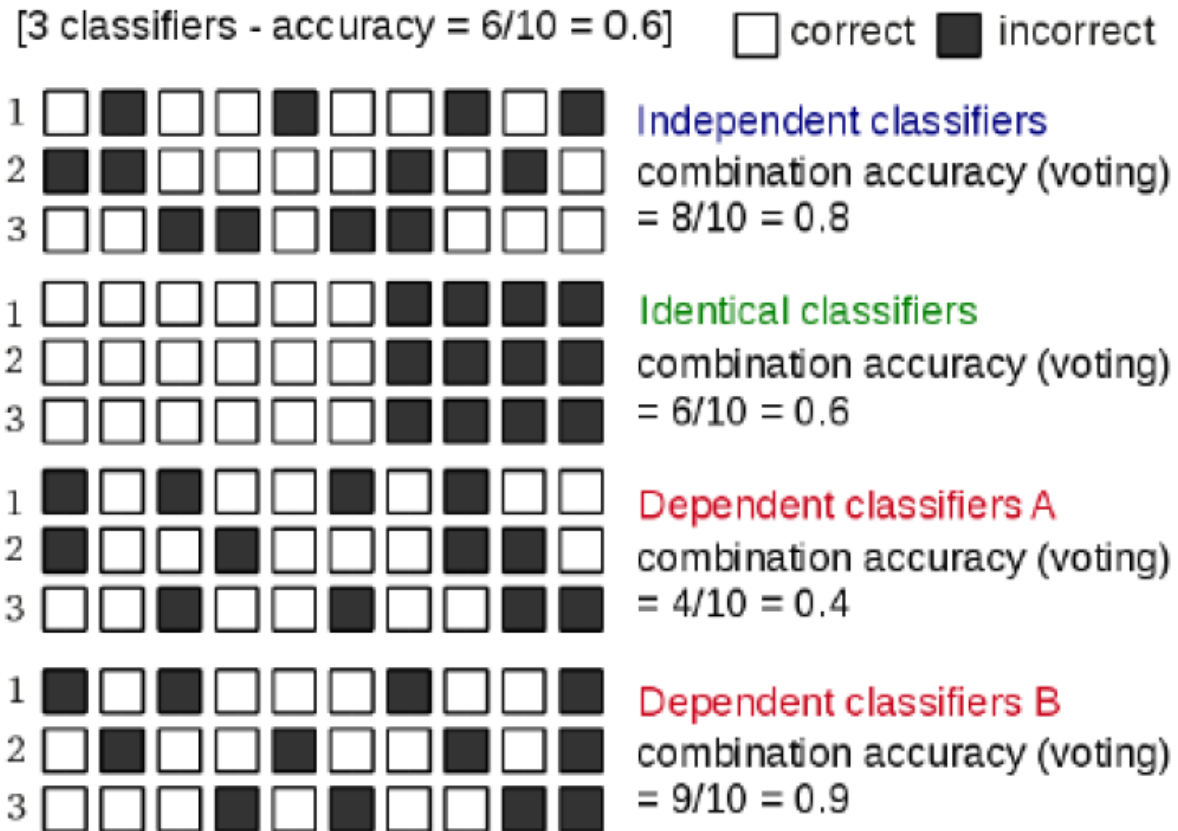 [3 classifiers - accuracy = 6/10 = 0.6]
correct
incorrect
1
2
3
Independent classifiers
combination accuracy (voting)
= 8/10 = 0.8
1
2
3
Identical classifiers
combination accuracy (voting)
= 6/10 = 0.6
1
2
3
Dependent classifiers A
combination accuracy (voting)
= 4/10 = 0.4
1
2
3
Dependent classifiers B
combination accuracy (voting)
= 9/10 = 0.9